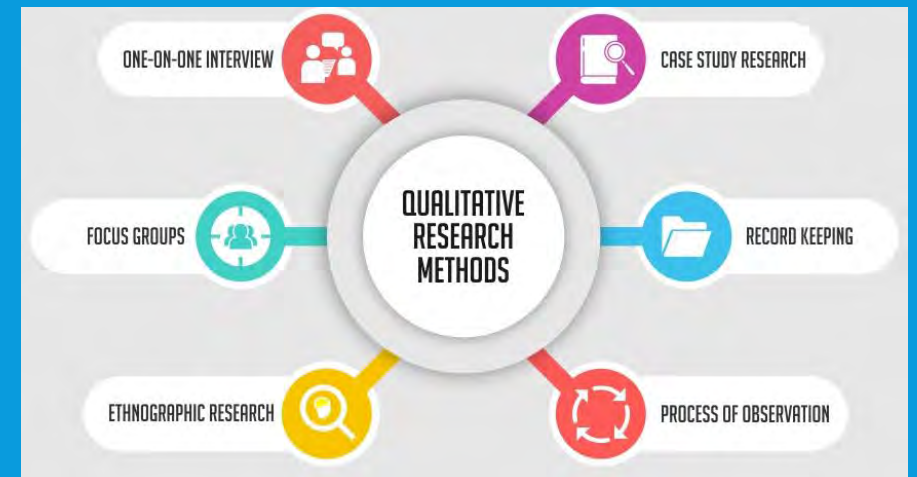 ONE-ON-ONE INTERVIEW
CASE STUDY RESEARCH
QUALITATIVE
RESEARCH
METHODS
FOCUS GROUPS
RECORD KEEPING
ETHNOGRAPHIC RESEARCH
PROCESS OF OBSERVATION